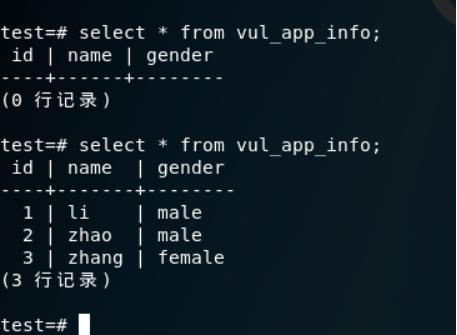 test=# select * from vul_app_info;
 id | name | gender
----+------+--------
(0 行记录)
test=# select * from vul_app_info;
 id | name  | gender
----+-------+--------
  1 | li    | male
  2 | zhao  | male
  3 | zhang | female
(3 行记录)
test=#